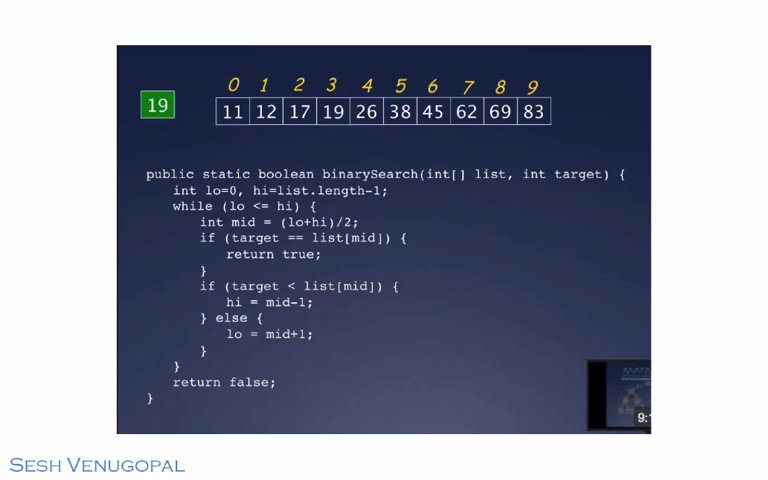 0 1 2 3 4 5 6 7 8 9
19 11 12 17 19 26 38 45 62 69 83
public static boolean binarySearch(int[] list, int target) {
int lo=0, hi=list.length-1;
while (lo <= hi) {
int mid = (lo+hi)/2;
if (target == list[mid]) {
return true;
}
if (target < list[mid]) {
hi = mid-1;
} else {
lo = mid+1;
}
}
return false;
}
SESH VENUGOPAL